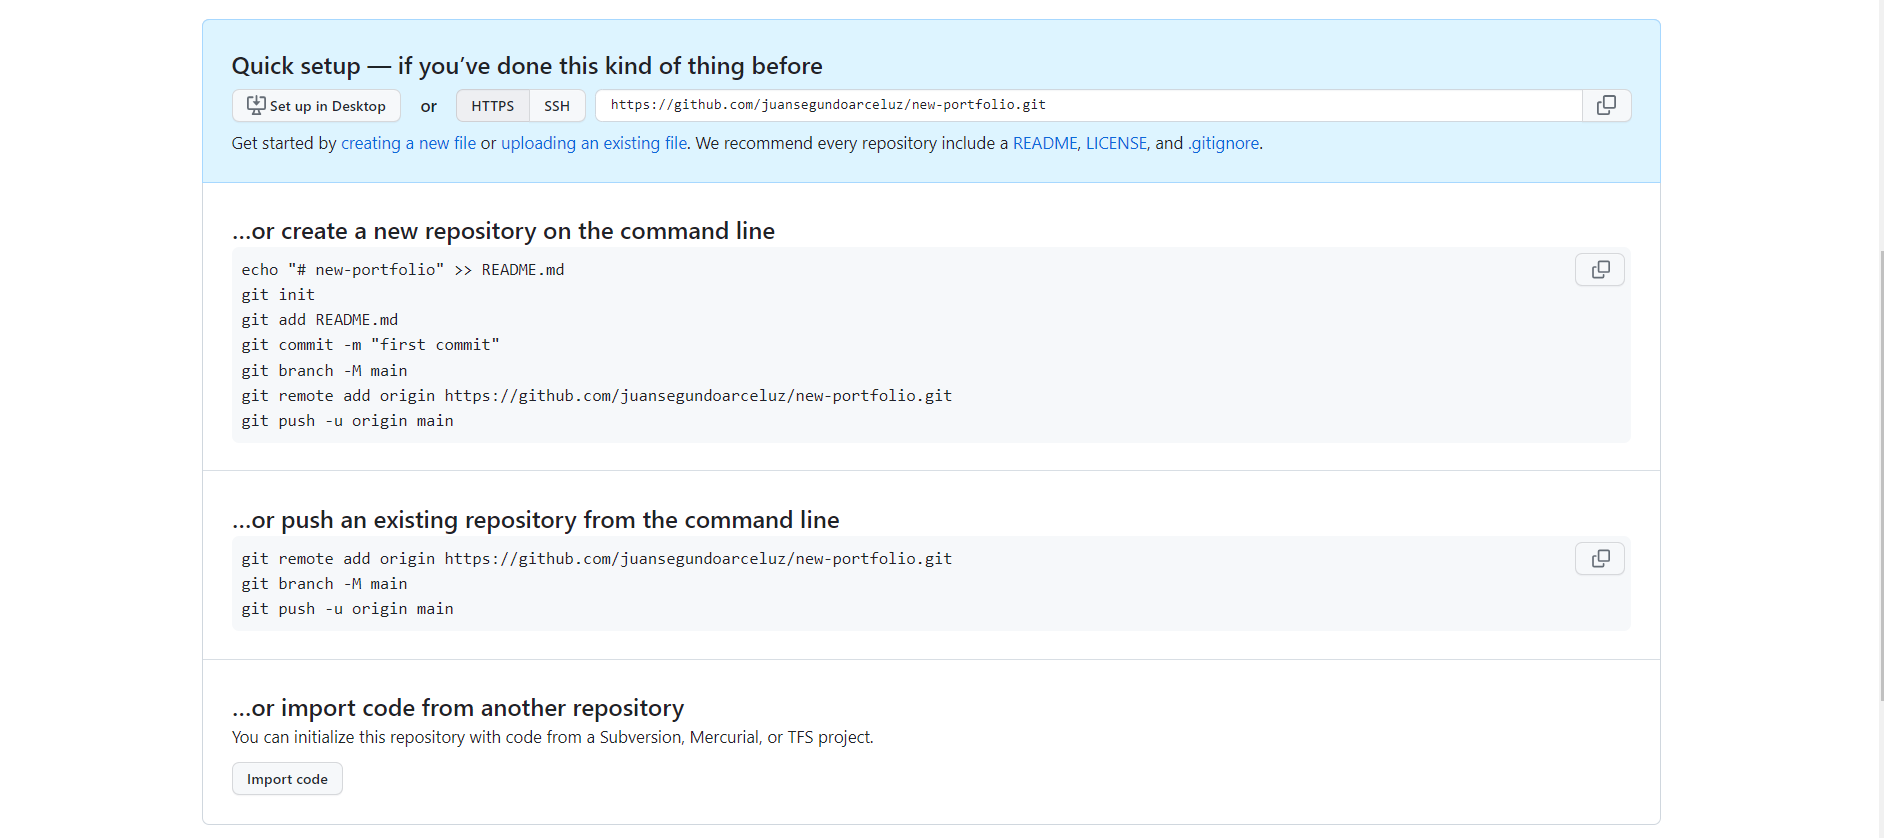 Quick setup — if you’ve done this kind of thing before
Set up in Desktop or HTTPS SSH https://github.com/juansegundoarceluz/new-portfolio.git
Get started by creating a new file or uploading an existing file. We recommend every repository include a README, LICENSE, and .gitignore.
…or create a new repository on the command line
echo "# new-portfolio" >> README.md
git init
git add README.md
git commit -m "first commit"
git branch -M main
git remote add origin https://github.com/juansegundoarceluz/new-portfolio.git
git push -u origin main
…or push an existing repository from the command line
git remote add origin https://github.com/juansegundoarceluz/new-portfolio.git
git branch -M main
git push -u origin main
…or import code from another repository
You can initialize this repository with code from a Subversion, Mercurial, or TFS project.
Import code